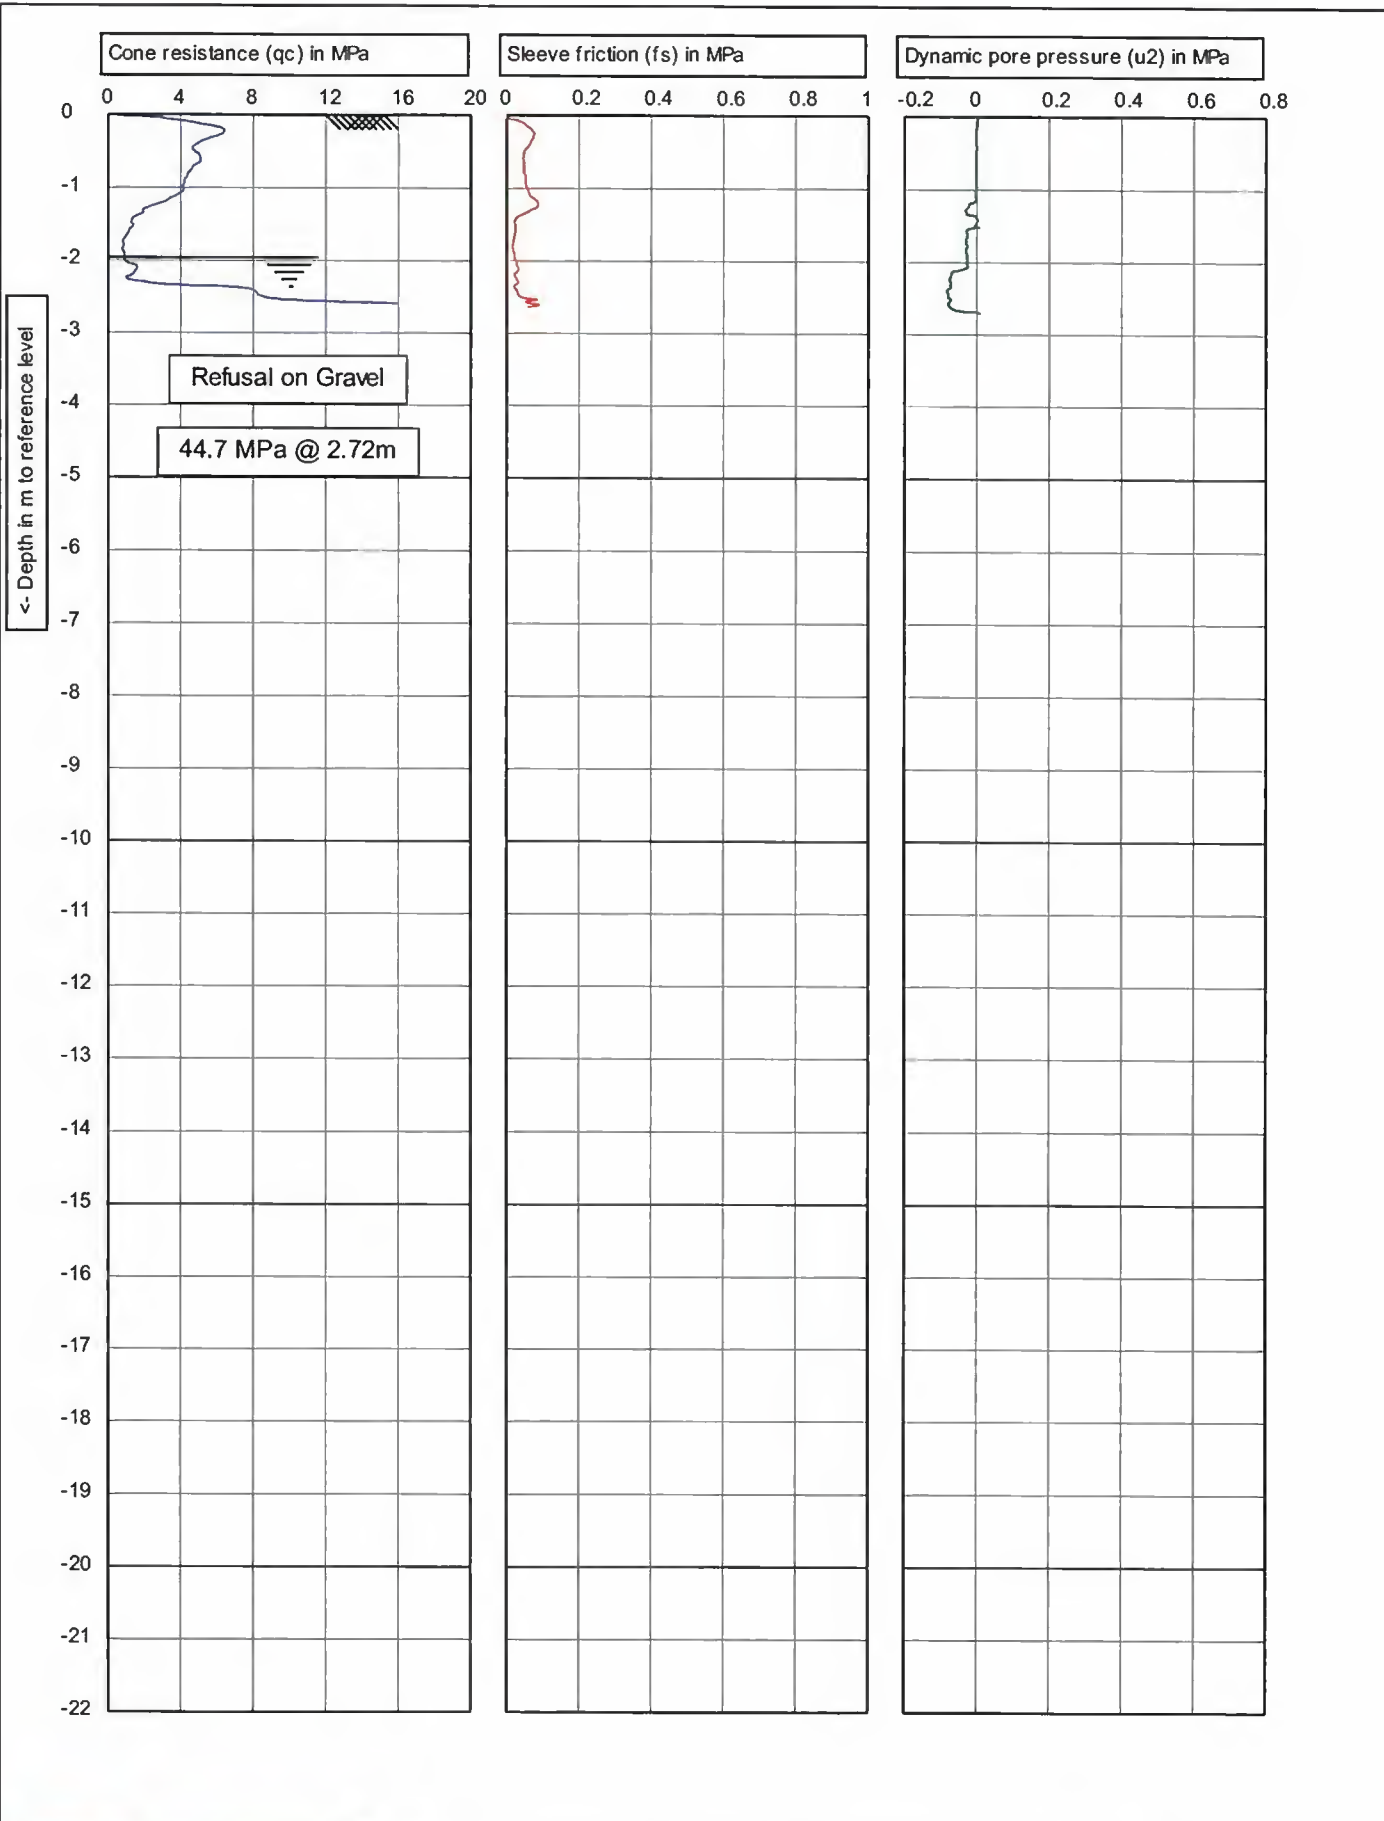 Cone resistance (qc) in MPa
Sleeve friction (fs) in MPa
Dynamic pore pressure (u2) in MPa
0 4 8 12 16 20
0 0.2 0.4 0.6 0.8 1
-0.2 0 0.2 0.4 0.6 0.8
0
-1
-2
-3
Refusal on Gravel
-4
44.7 MPa @ 2.72m
-5
-6
-7
-8
-9
-10
-11
-12
-13
-14
-15
-16
-17
-18
-19
-20
-21
-22
<- Depth in m to reference level